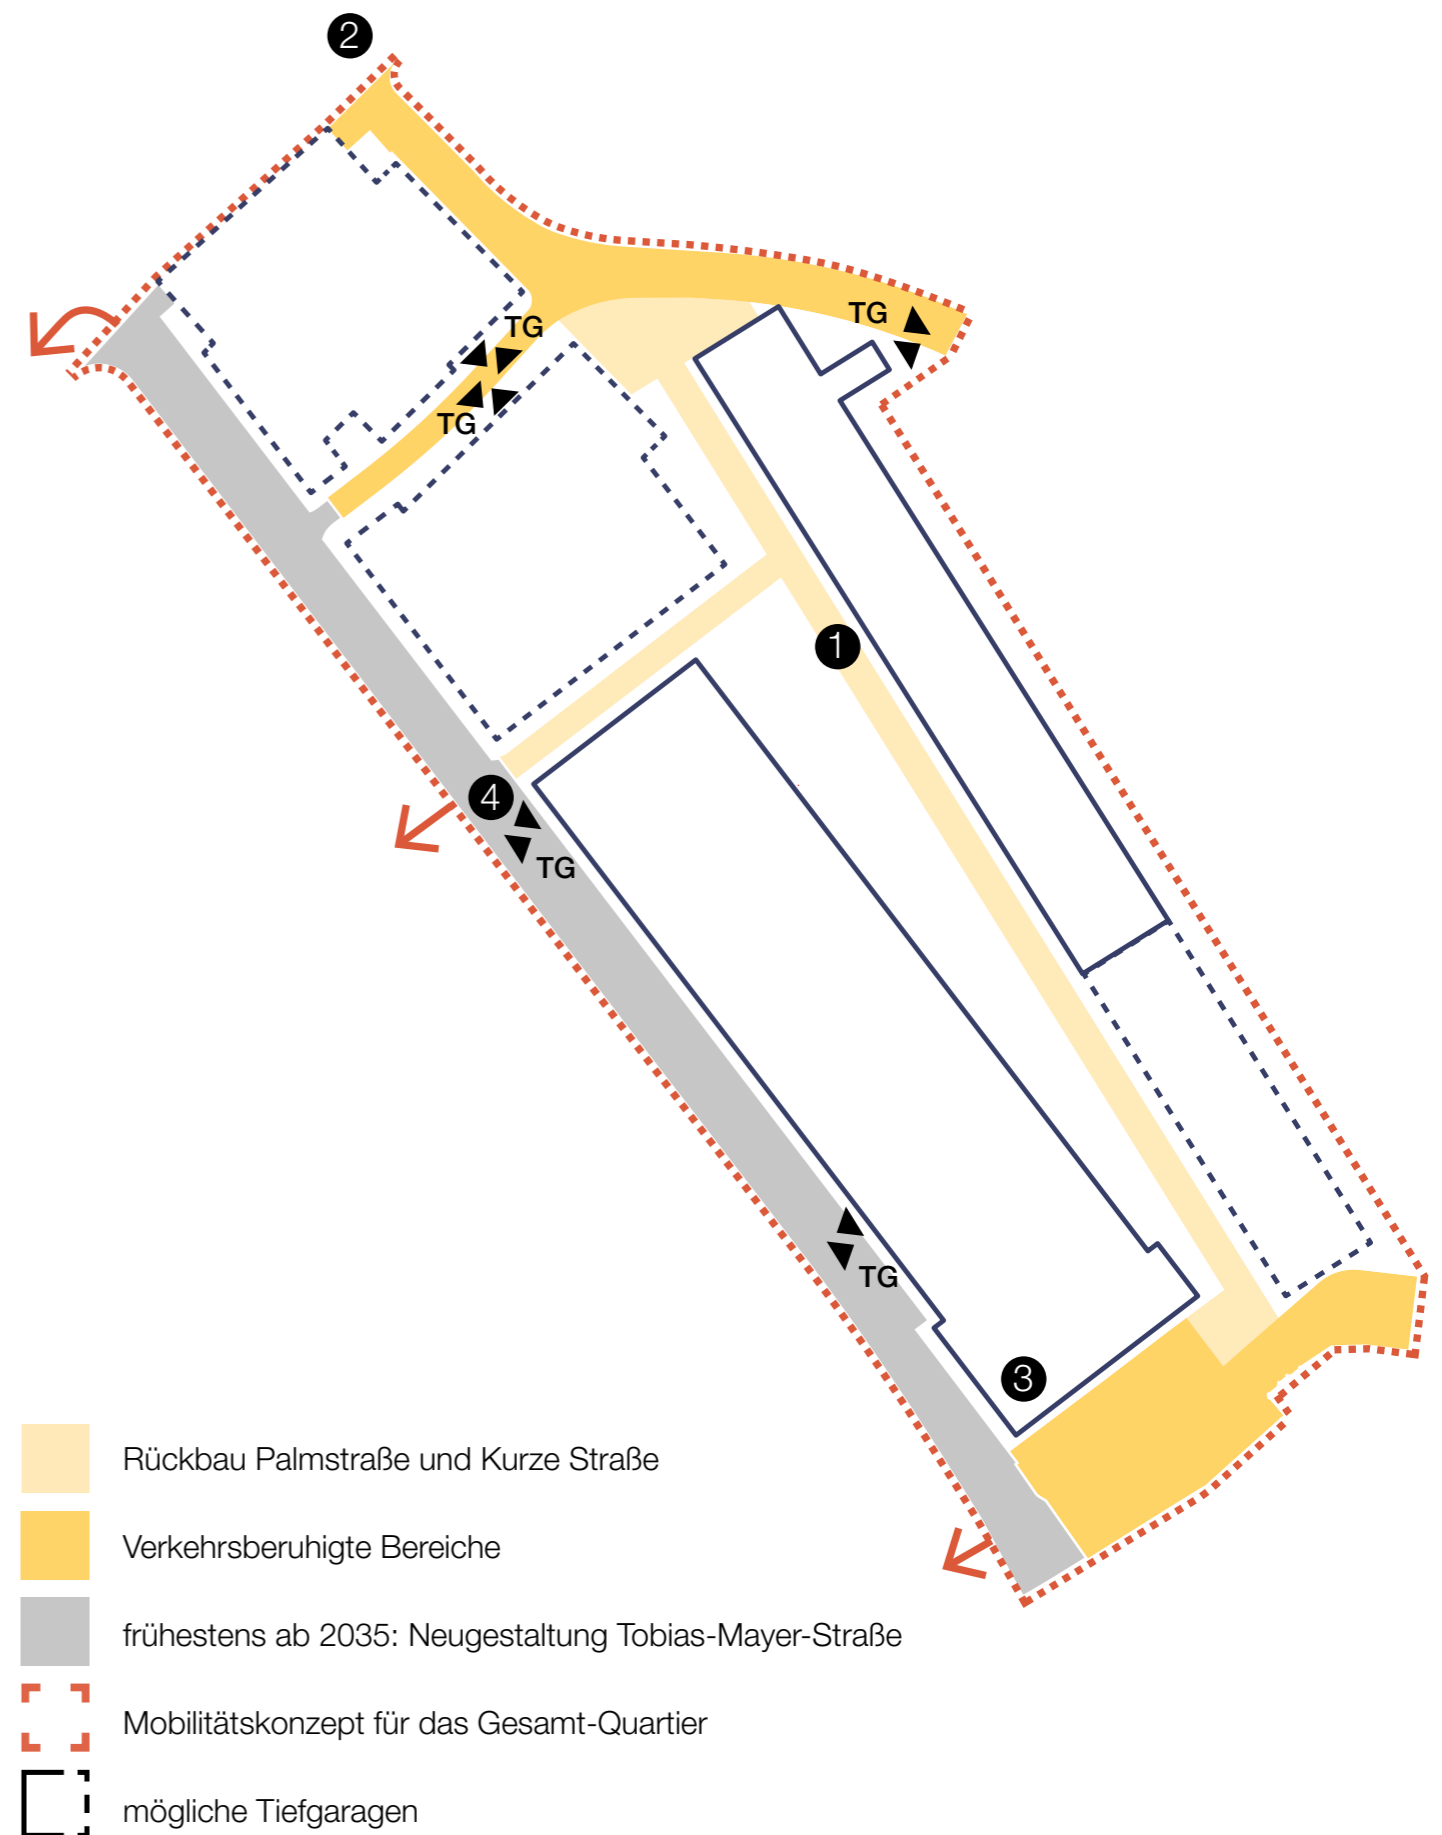 2
TG
TG
TG
1
4
TG
TG
3
Rückbau Palmstraße und Kurze Straße
Verkehrsberuhigte Bereiche
frühestens ab 2035: Neugestaltung Tobias-Mayer-Straße
Mobilitätskonzept für das Gesamt-Quartier
mögliche Tiefgaragen